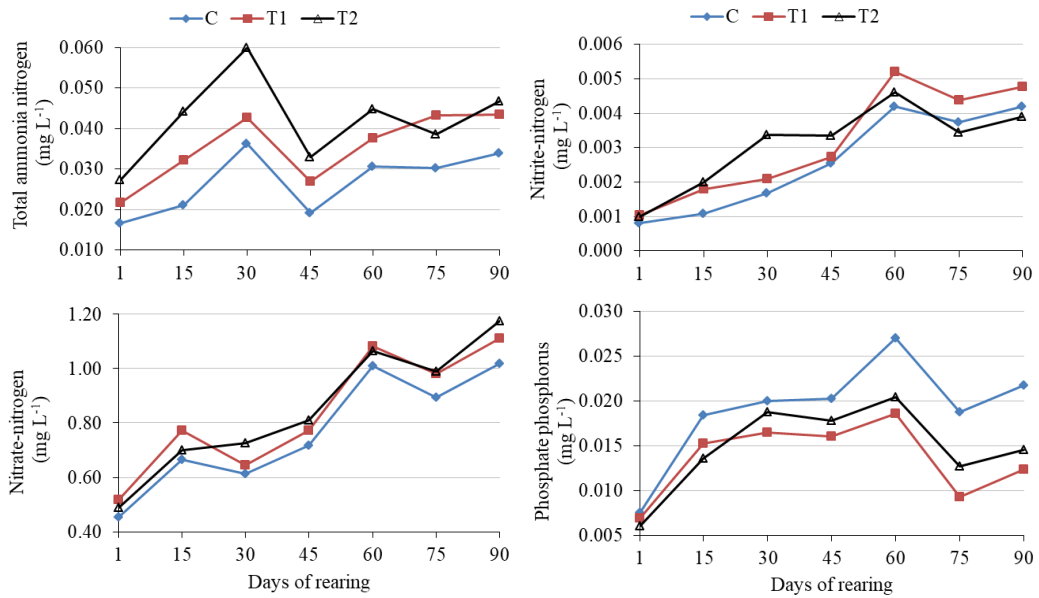 C T1 T2
Total ammonia nitrogen
(mg L-1)
0.060
0.050
0.040
0.030
0.020
0.010
1 15 30 45 60 75 90
C T1 T2
Nitrite-nitrogen
(mg L-1)
0.006
0.005
0.004
0.003
0.002
0.001
0.000
1 15 30 45 60 75 90
Nitrate-nitrogen
(mg L-1)
1.20
1.00
0.80
0.60
0.40
1 15 30 45 60 75 90
Days of rearing
Phosphate phosphorus
(mg L-1)
0.030
0.025
0.020
0.015
0.010
0.005
1 15 30 45 60 75 90
Days of rearing